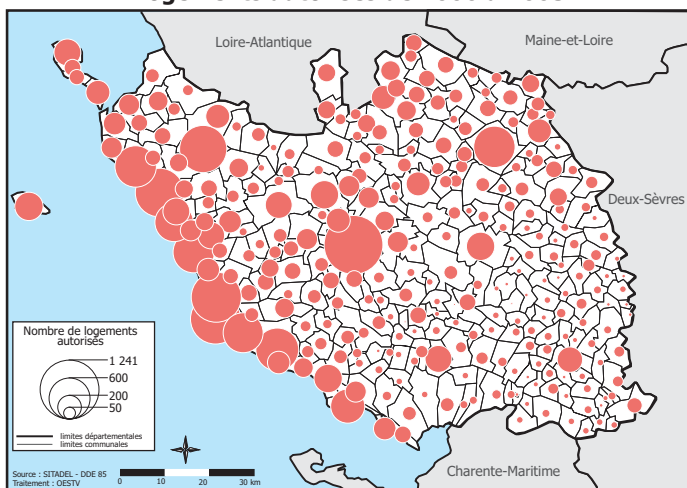 Loire-Atlantique
Maine-et-Loire
Deux-Sèvres
Nombre de logements
autorisés
1 241
600
200
50
limites départementales
limites communales
Source : SITADEL - DDE 85
Traitement : OESTV
0 10 20 30 km
Charente-Maritime